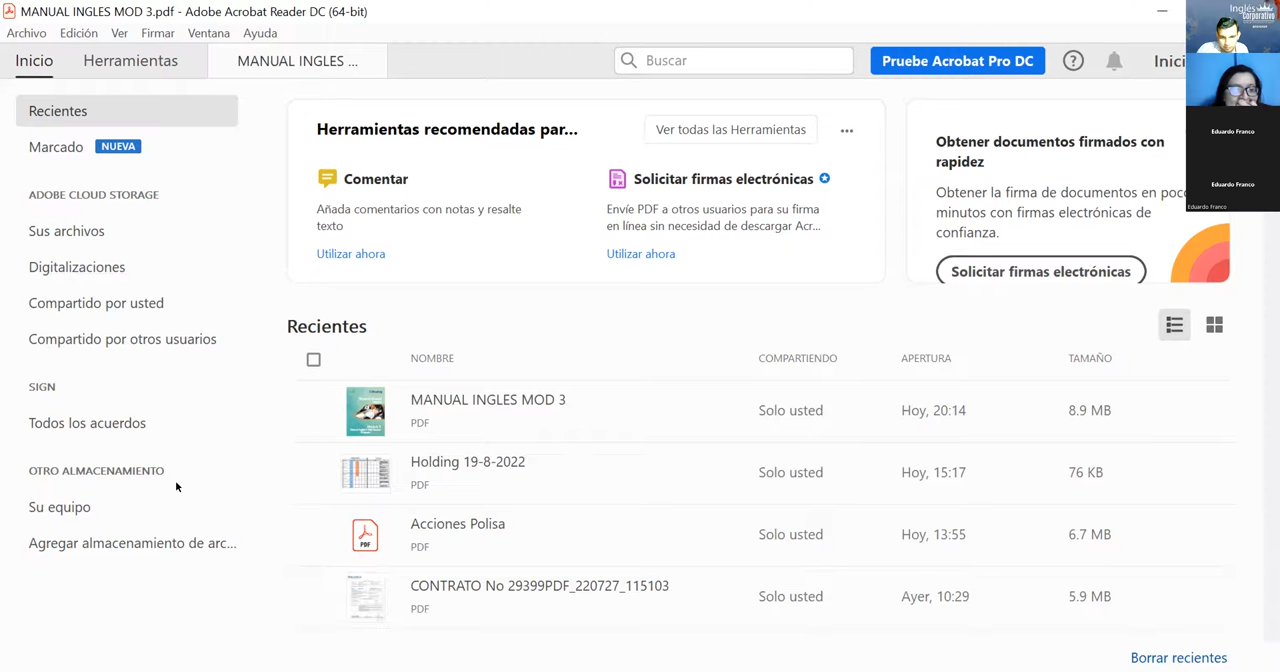 MANUAL INGLES MOD 3.pdf - Adobe Acrobat Reader DC (64-bit)
Archivo Edición Ver Firmar Ventana Ayuda
Inicio Herramientas MANUAL INGLES ... Buscar Pruebe Acrobat Pro DC Inici
Inglés
Corporativo
Eduardo Franco
Eduardo Franco
Eduardo Franco
Recientes
Marcado NUEVA
ADOBE CLOUD STORAGE
Sus archivos
Digitalizaciones
Compartido por usted
Compartido por otros usuarios
SIGN
Todos los acuerdos
OTRO ALMACENAMIENTO
Su equipo
Agregar almacenamiento de arc...
Herramientas recomendadas par... Ver todas las Herramientas
Comentar
Añada comentarios con notas y resalte
texto
Utilizar ahora
Solicitar firmas electrónicas
Envíe PDF a otros usuarios para su firma
en línea sin necesidad de descargar Acr...
Utilizar ahora
Obtener documentos firmados con
rapidez
Obtener la firma de documentos en poc
minutos con firmas electrónicas de
confianza.
Solicitar firmas electrónicas
Recientes
NOMBRE COMPARTIENDO APERTURA TAMAÑO
MANUAL INGLES MOD 3
PDF
Solo usted Hoy, 20:14 8.9 MB
Holding 19-8-2022
PDF
Solo usted Hoy, 15:17 76 KB
Acciones Polisa
PDF
Solo usted Hoy, 13:55 6.7 MB
CONTRATO No 29399PDF_220727_115103
PDF
Solo usted Ayer, 10:29 5.9 MB
Borrar recientes